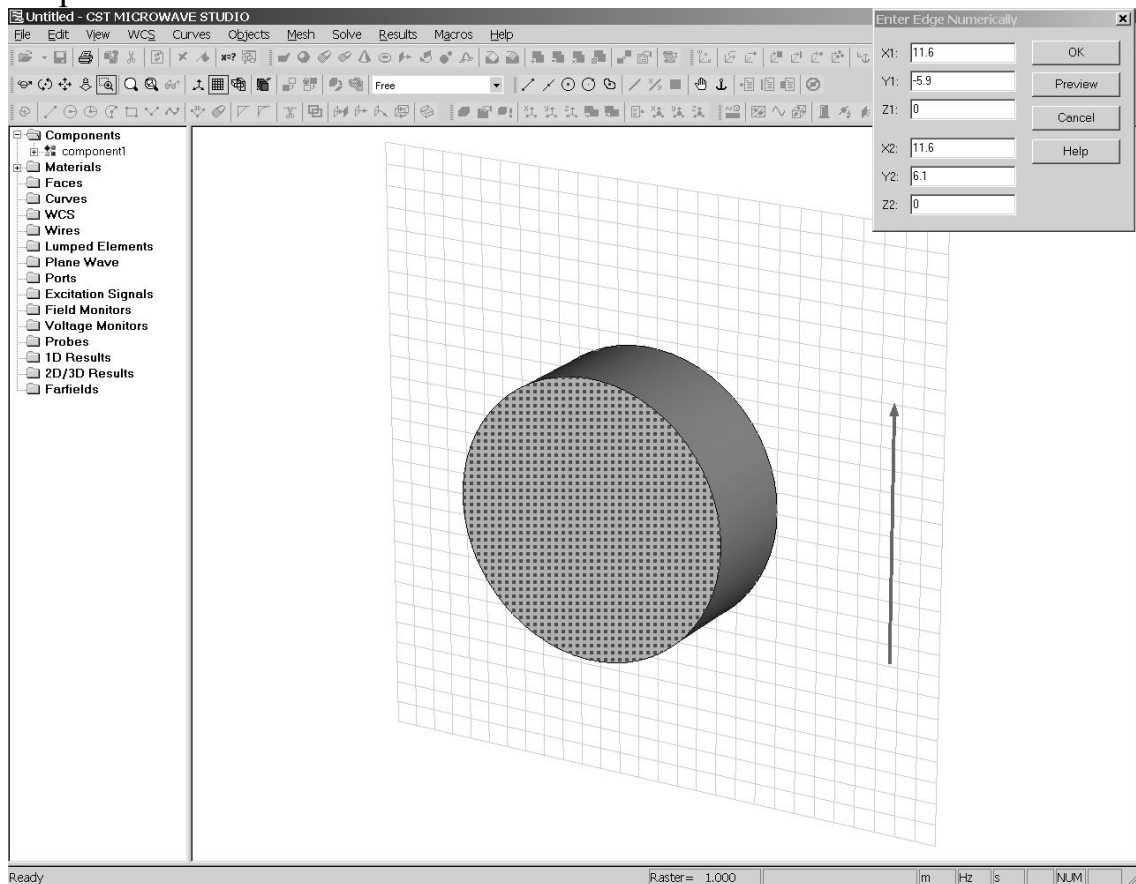 Untitled - CST MICROWAVE STUDIO
File Edit View WCS Curves Objects Mesh Solve Results Macros Help
Free
Components
component1
Materials
Faces
Curves
WCS
Wires
Lumped Elements
Plane Wave
Ports
Excitation Signals
Field Monitors
Voltage Monitors
Probes
1D Results
2D/3D Results
Farfields
Enter Edge Numerically
X1: 11.6 OK
Y1: -5.9 Preview
Z1: 0 Cancel
X2: 11.6 Help
Y2: 6.1
Z2: 0
Ready Raster= 1.000 m Hz s NUM